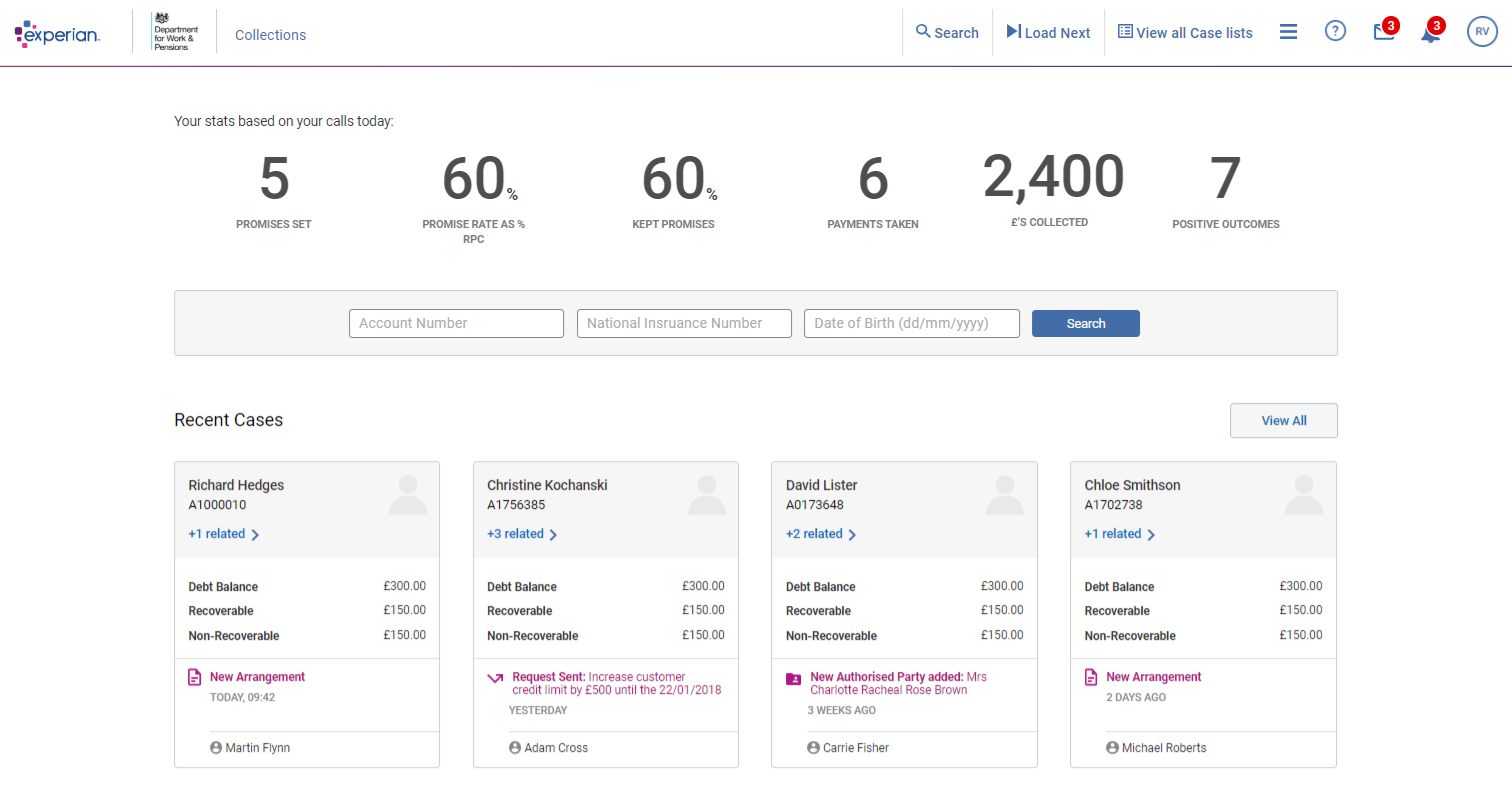 experian.
Department
for Work &
Pensions
Collections
Search
Load Next
View all Case lists
?
3
3
RV
Your stats based on your calls today:
5
PROMISES SET
60%
PROMISE RATE AS %
RPC
60%
KEPT PROMISES
6
PAYMENTS TAKEN
2,400
£'S COLLECTED
7
POSITIVE OUTCOMES
Account Number
National Insruance Number
Date of Birth (dd/mm/yyyy)
Search
Recent Cases
View All
Richard Hedges
A1000010
+1 related
Debt Balance £300.00
Recoverable £150.00
Non-Recoverable £150.00
New Arrangement
TODAY, 09:42
Martin Flynn
Christine Kochanski
A1756385
+3 related
Debt Balance £300.00
Recoverable £150.00
Non-Recoverable £150.00
Request Sent: Increase customer
credit limit by £500 until the 22/01/2018
YESTERDAY
Adam Cross
David Lister
A0173648
+2 related
Debt Balance £300.00
Recoverable £150.00
Non-Recoverable £150.00
New Authorised Party added: Mrs
Charlotte Racheal Rose Brown
3 WEEKS AGO
Carrie Fisher
Chloe Smithson
A1702738
+1 related
Debt Balance £300.00
Recoverable £150.00
Non-Recoverable £150.00
New Arrangement
2 DAYS AGO
Michael Roberts